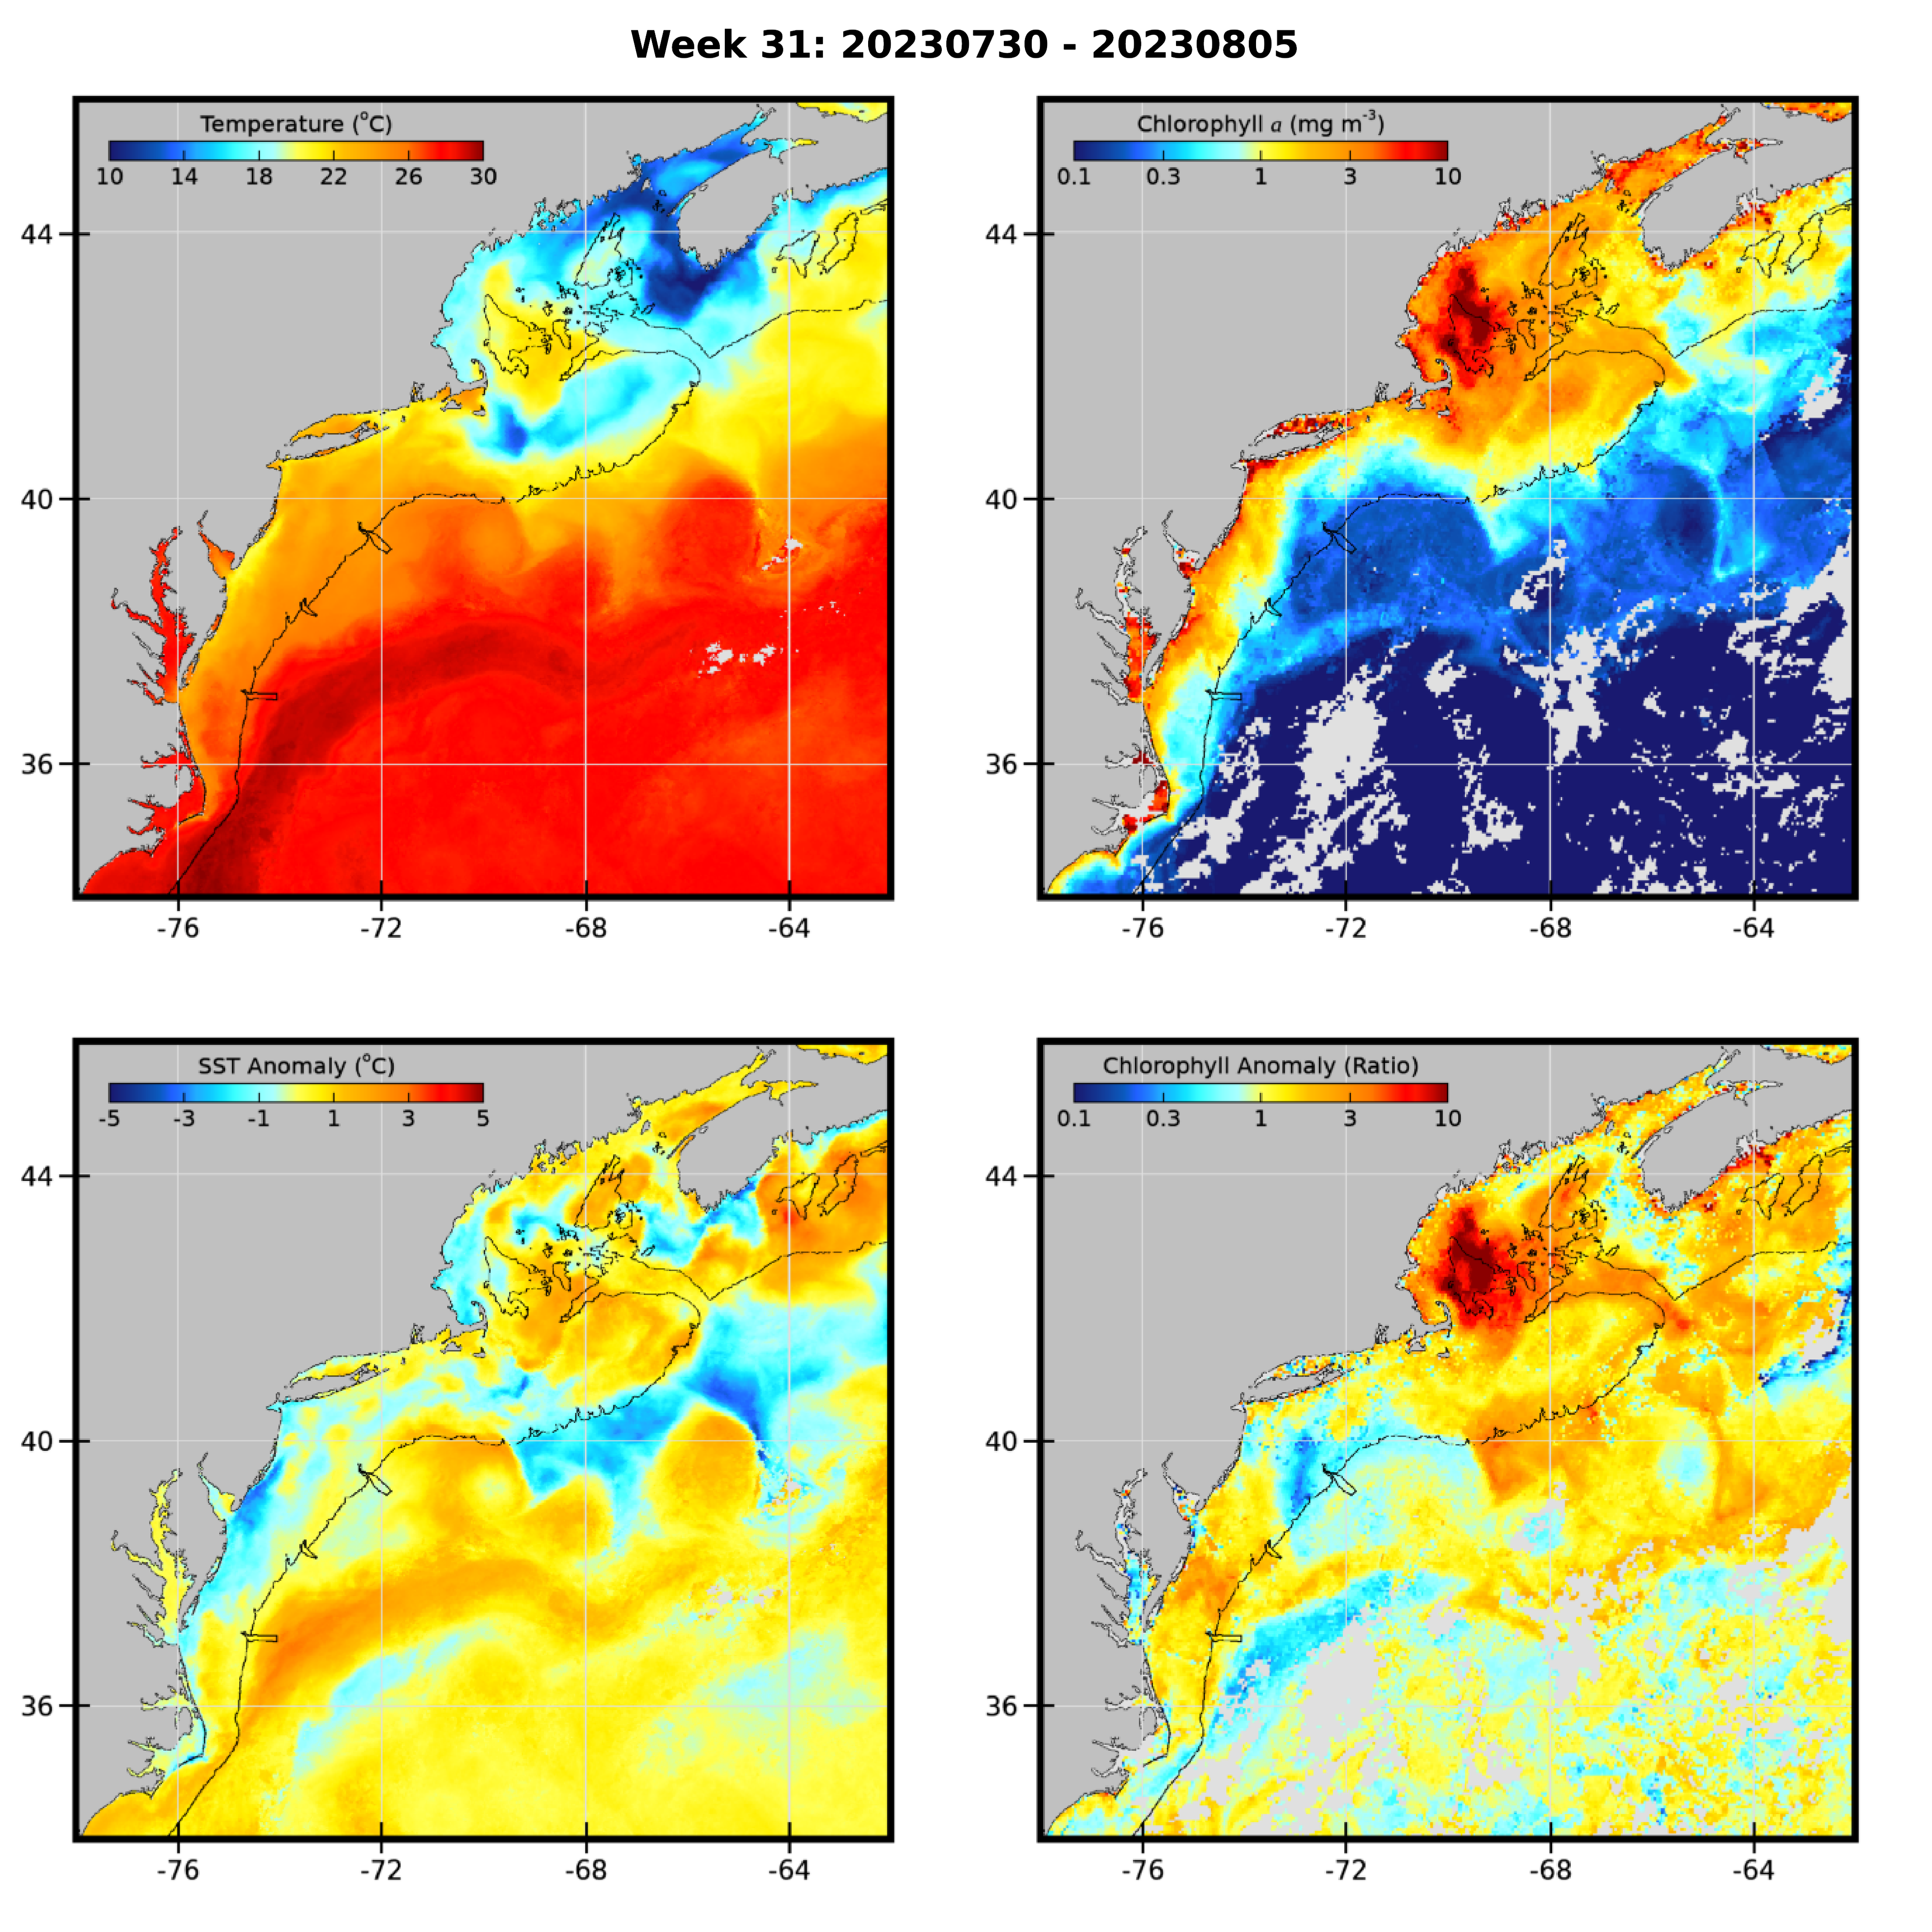 Week 31: 20230730 - 20230805
Temperature (°C)
10 14 18 22 26 30
44
40
36
-76 -72 -68 -64
Chlorophyll a (mg m⁻³)
0.1 0.3 1 3 10
44
40
36
-76 -72 -68 -64
SST Anomaly (°C)
-5 -3 -1 1 3 5
44
40
36
-76 -72 -68 -64
Chlorophyll Anomaly (Ratio)
0.1 0.3 1 3 10
44
40
36
-76 -72 -68 -64